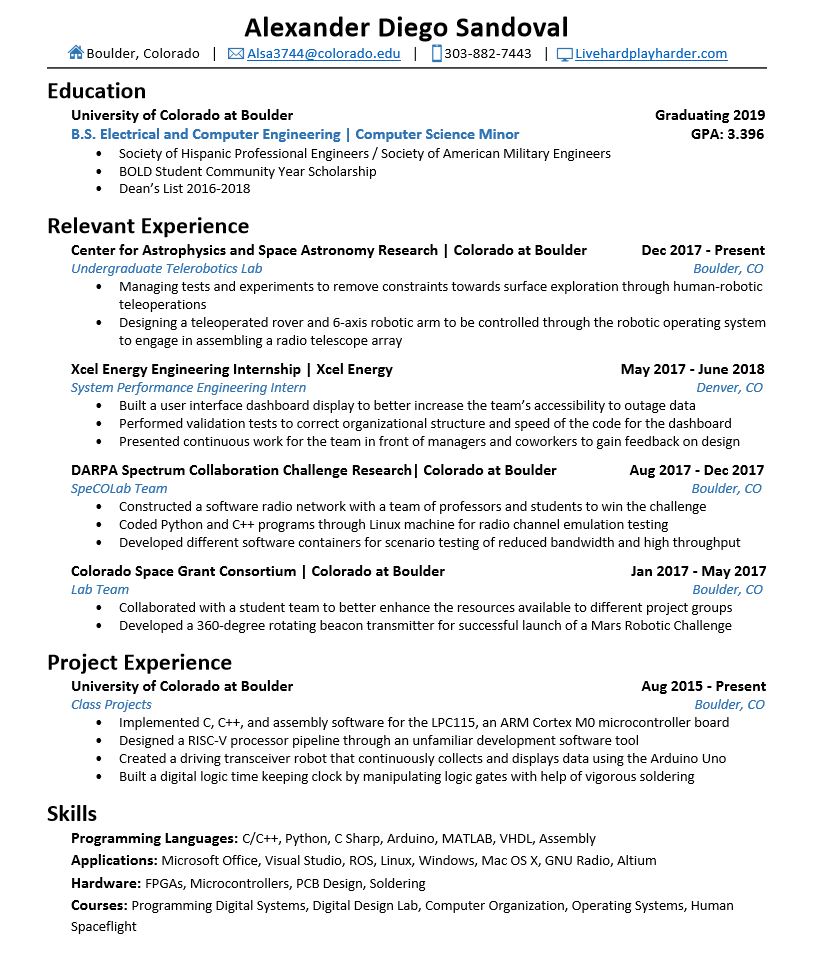 Alexander Diego Sandoval
Boulder, Colorado | Alsa3744@colorado.edu | 303-882-7443 | Livehardplayharder.com
Education
University of Colorado at Boulder Graduating 2019
B.S. Electrical and Computer Engineering | Computer Science Minor GPA: 3.396
• Society of Hispanic Professional Engineers / Society of American Military Engineers
• BOLD Student Community Year Scholarship
• Dean's List 2016-2018
Relevant Experience
Center for Astrophysics and Space Astronomy Research | Colorado at Boulder Dec 2017 - Present
Undergraduate Telerobotics Lab Boulder, CO
• Managing tests and experiments to remove constraints towards surface exploration through human-robotic
teleoperations
• Designing a teleoperated rover and 6-axis robotic arm to be controlled through the robotic operating system
to engage in assembling a radio telescope array
Xcel Energy Engineering Internship | Xcel Energy May 2017 - June 2018
System Performance Engineering Intern Denver, CO
• Built a user interface dashboard display to better increase the team's accessibility to outage data
• Performed validation tests to correct organizational structure and speed of the code for the dashboard
• Presented continuous work for the team in front of managers and coworkers to gain feedback on design
DARPA Spectrum Collaboration Challenge Research| Colorado at Boulder Aug 2017 - Dec 2017
SpeCOLab Team Boulder, CO
• Constructed a software radio network with a team of professors and students to win the challenge
• Coded Python and C++ programs through Linux machine for radio channel emulation testing
• Developed different software containers for scenario testing of reduced bandwidth and high throughput
Colorado Space Grant Consortium | Colorado at Boulder Jan 2017 - May 2017
Lab Team Boulder, CO
• Collaborated with a student team to better enhance the resources available to different project groups
• Developed a 360-degree rotating beacon transmitter for successful launch of a Mars Robotic Challenge
Project Experience
University of Colorado at Boulder Aug 2015 - Present
Class Projects Boulder, CO
• Implemented C, C++, and assembly software for the LPC115, an ARM Cortex M0 microcontroller board
• Designed a RISC-V processor pipeline through an unfamiliar development software tool
• Created a driving transceiver robot that continuously collects and displays data using the Arduino Uno
• Built a digital logic time keeping clock by manipulating logic gates with help of vigorous soldering
Skills
Programming Languages: C/C++, Python, C Sharp, Arduino, MATLAB, VHDL, Assembly
Applications: Microsoft Office, Visual Studio, ROS, Linux, Windows, Mac OS X, GNU Radio, Altium
Hardware: FPGAs, Microcontrollers, PCB Design, Soldering
Courses: Programming Digital Systems, Digital Design Lab, Computer Organization, Operating Systems, Human
Spaceflight